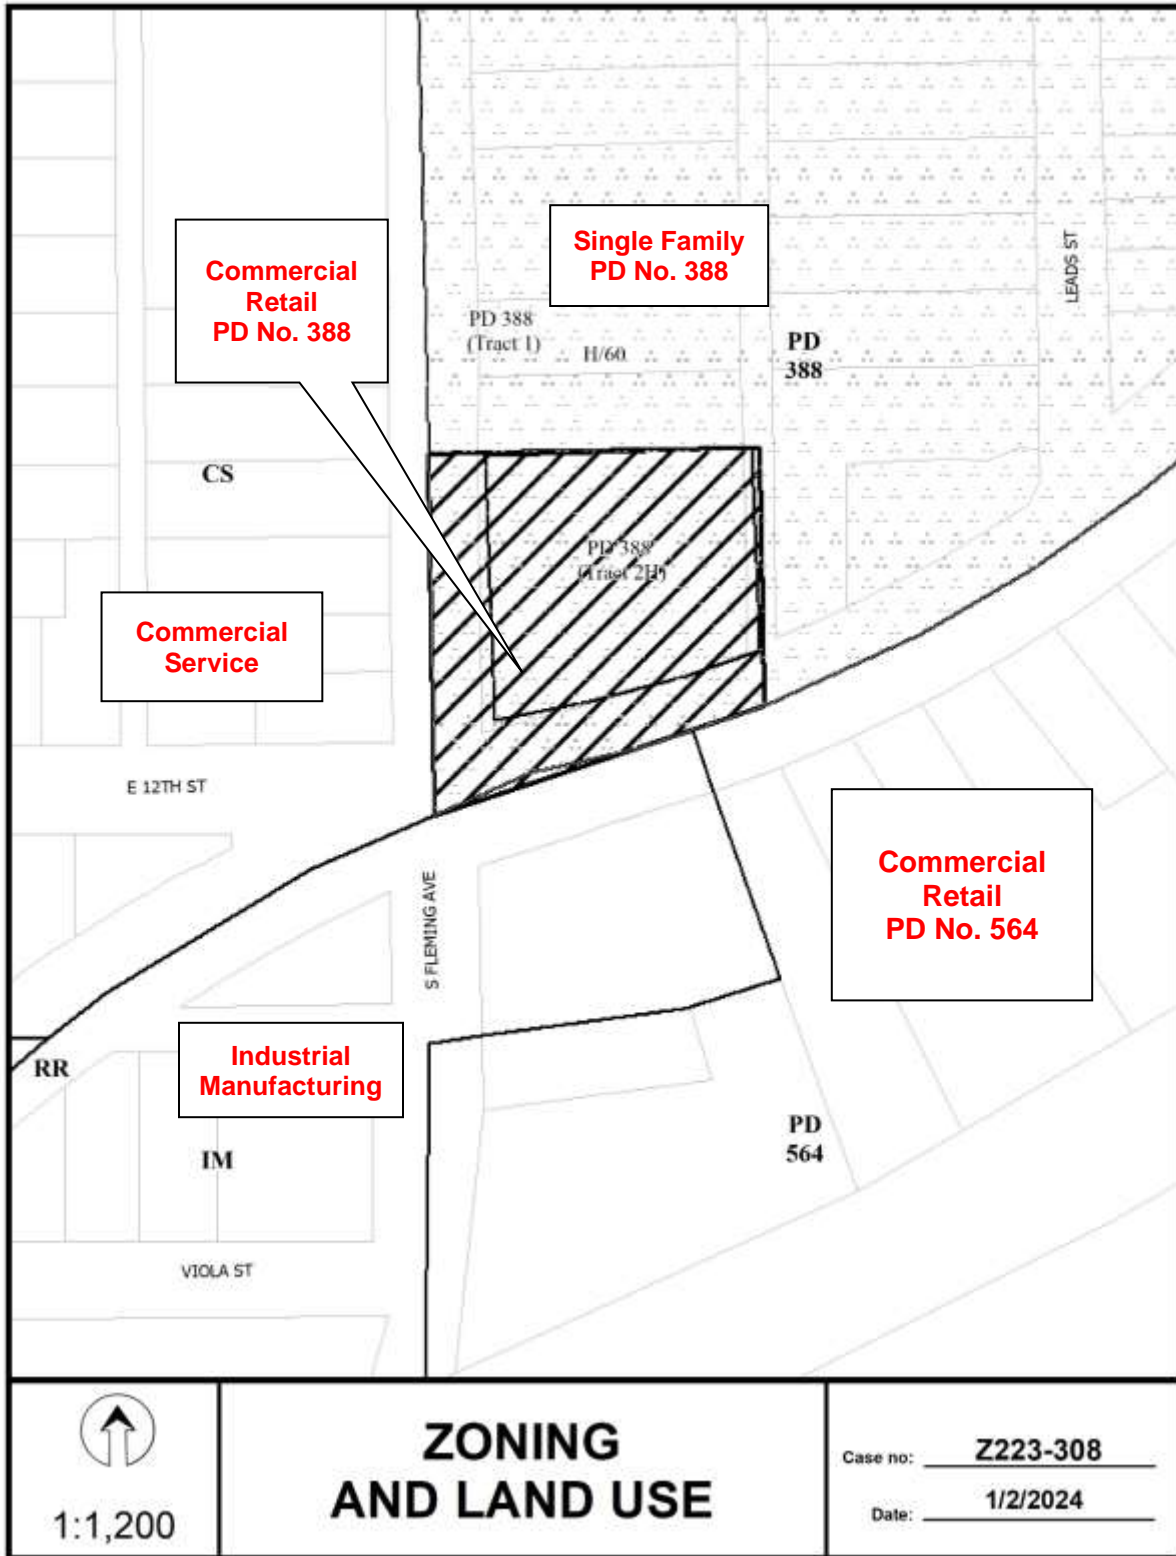 Single Family
PD No. 388
Commercial
Retail
PD No. 388
LEADS ST
PD 388
(Tract 1)
H/60
PD
388
CS
PD 388
(Tract 2H)
Commercial
Service
E 12TH ST
S FLEMING AVE
Commercial
Retail
PD No. 564
Industrial
Manufacturing
RR
IM
PD
564
VIOLA ST
1:1,200
ZONING
AND LAND USE
Case no: Z223-308
Date: 1/2/2024